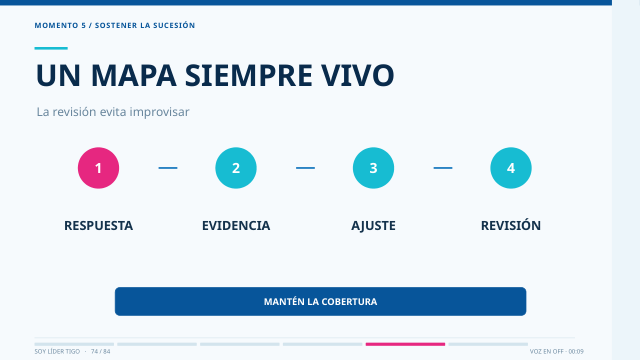 MOMENTO 5 / SOSTENER LA SUCESIÓN
UN MAPA SIEMPRE VIVO
La revisión evita improvisar
1 — 2 — 3 — 4
RESPUESTA EVIDENCIA AJUSTE REVISIÓN
MANTÉN LA COBERTURA
SOY LÍDER TIGO · 74 / 84 VOZ EN OFF · 00:09